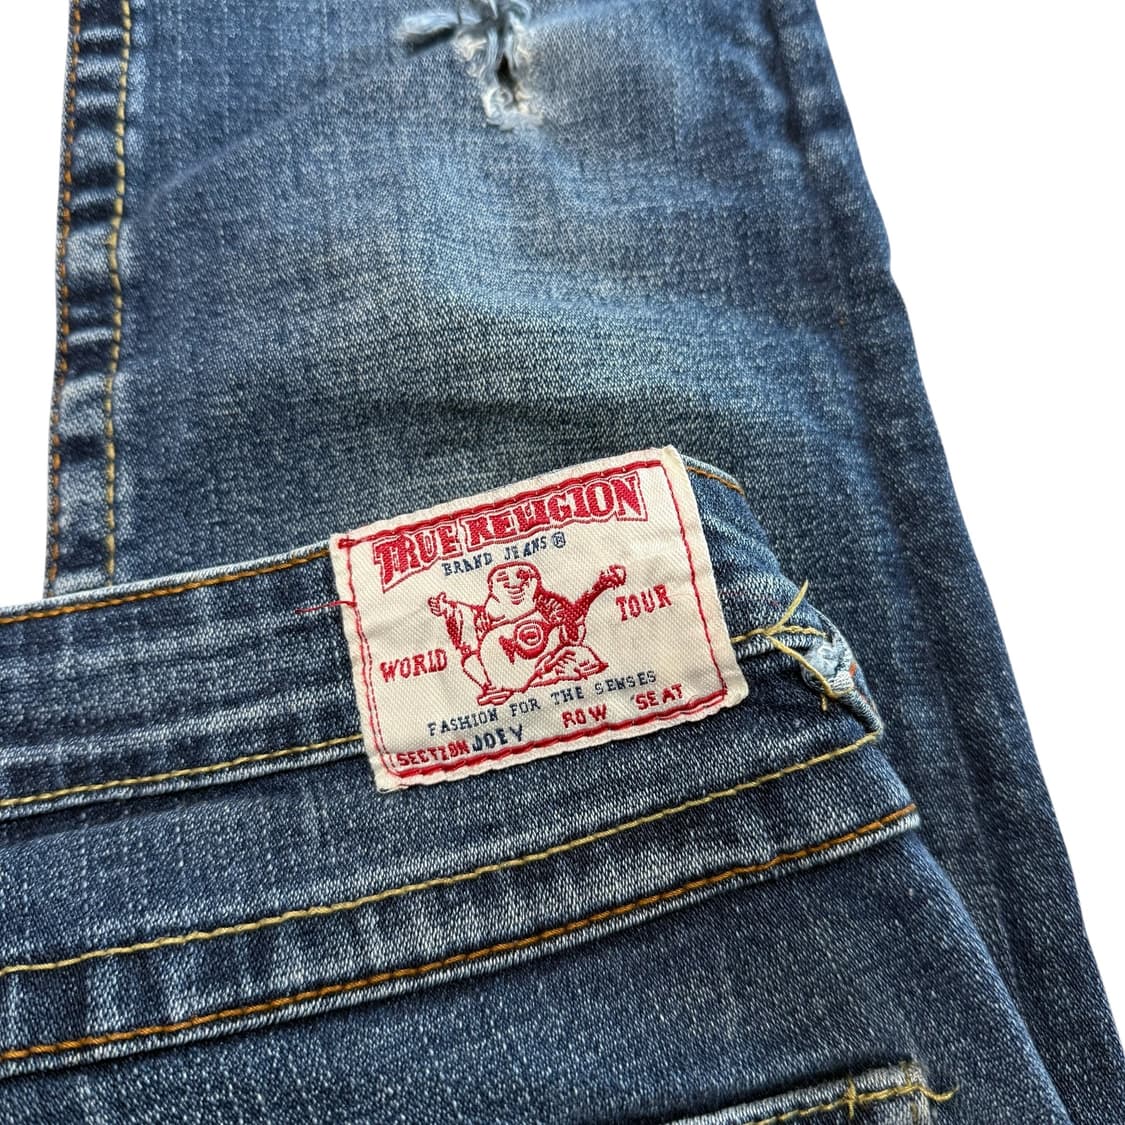 TRUE RELIGION
BRAND JEANS®
WORLD TOUR
FASHION FOR THE SENSES
SECTION JOEY ROW SEAT